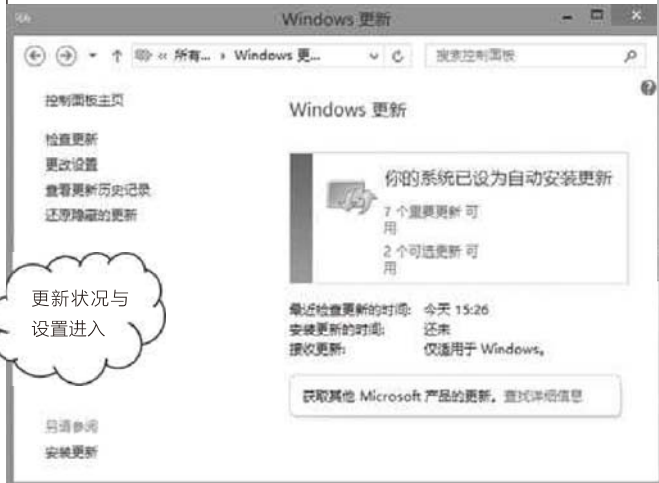 Windows 更新
« 所有... › Windows 更...
搜索控制面板
控制面板主页
检查更新
更改设置
查看更新历史记录
还原隐藏的更新
更新状况与
设置进入
另请参阅
安装更新
Windows 更新
你的系统已设为自动安装更新
7 个重要更新 可
用
2 个可选更新 可
用
最近检查更新的时间: 今天 15:26
安装更新的时间: 还未
接收更新: 仅适用于 Windows。
获取其他 Microsoft 产品的更新。查找详细信息